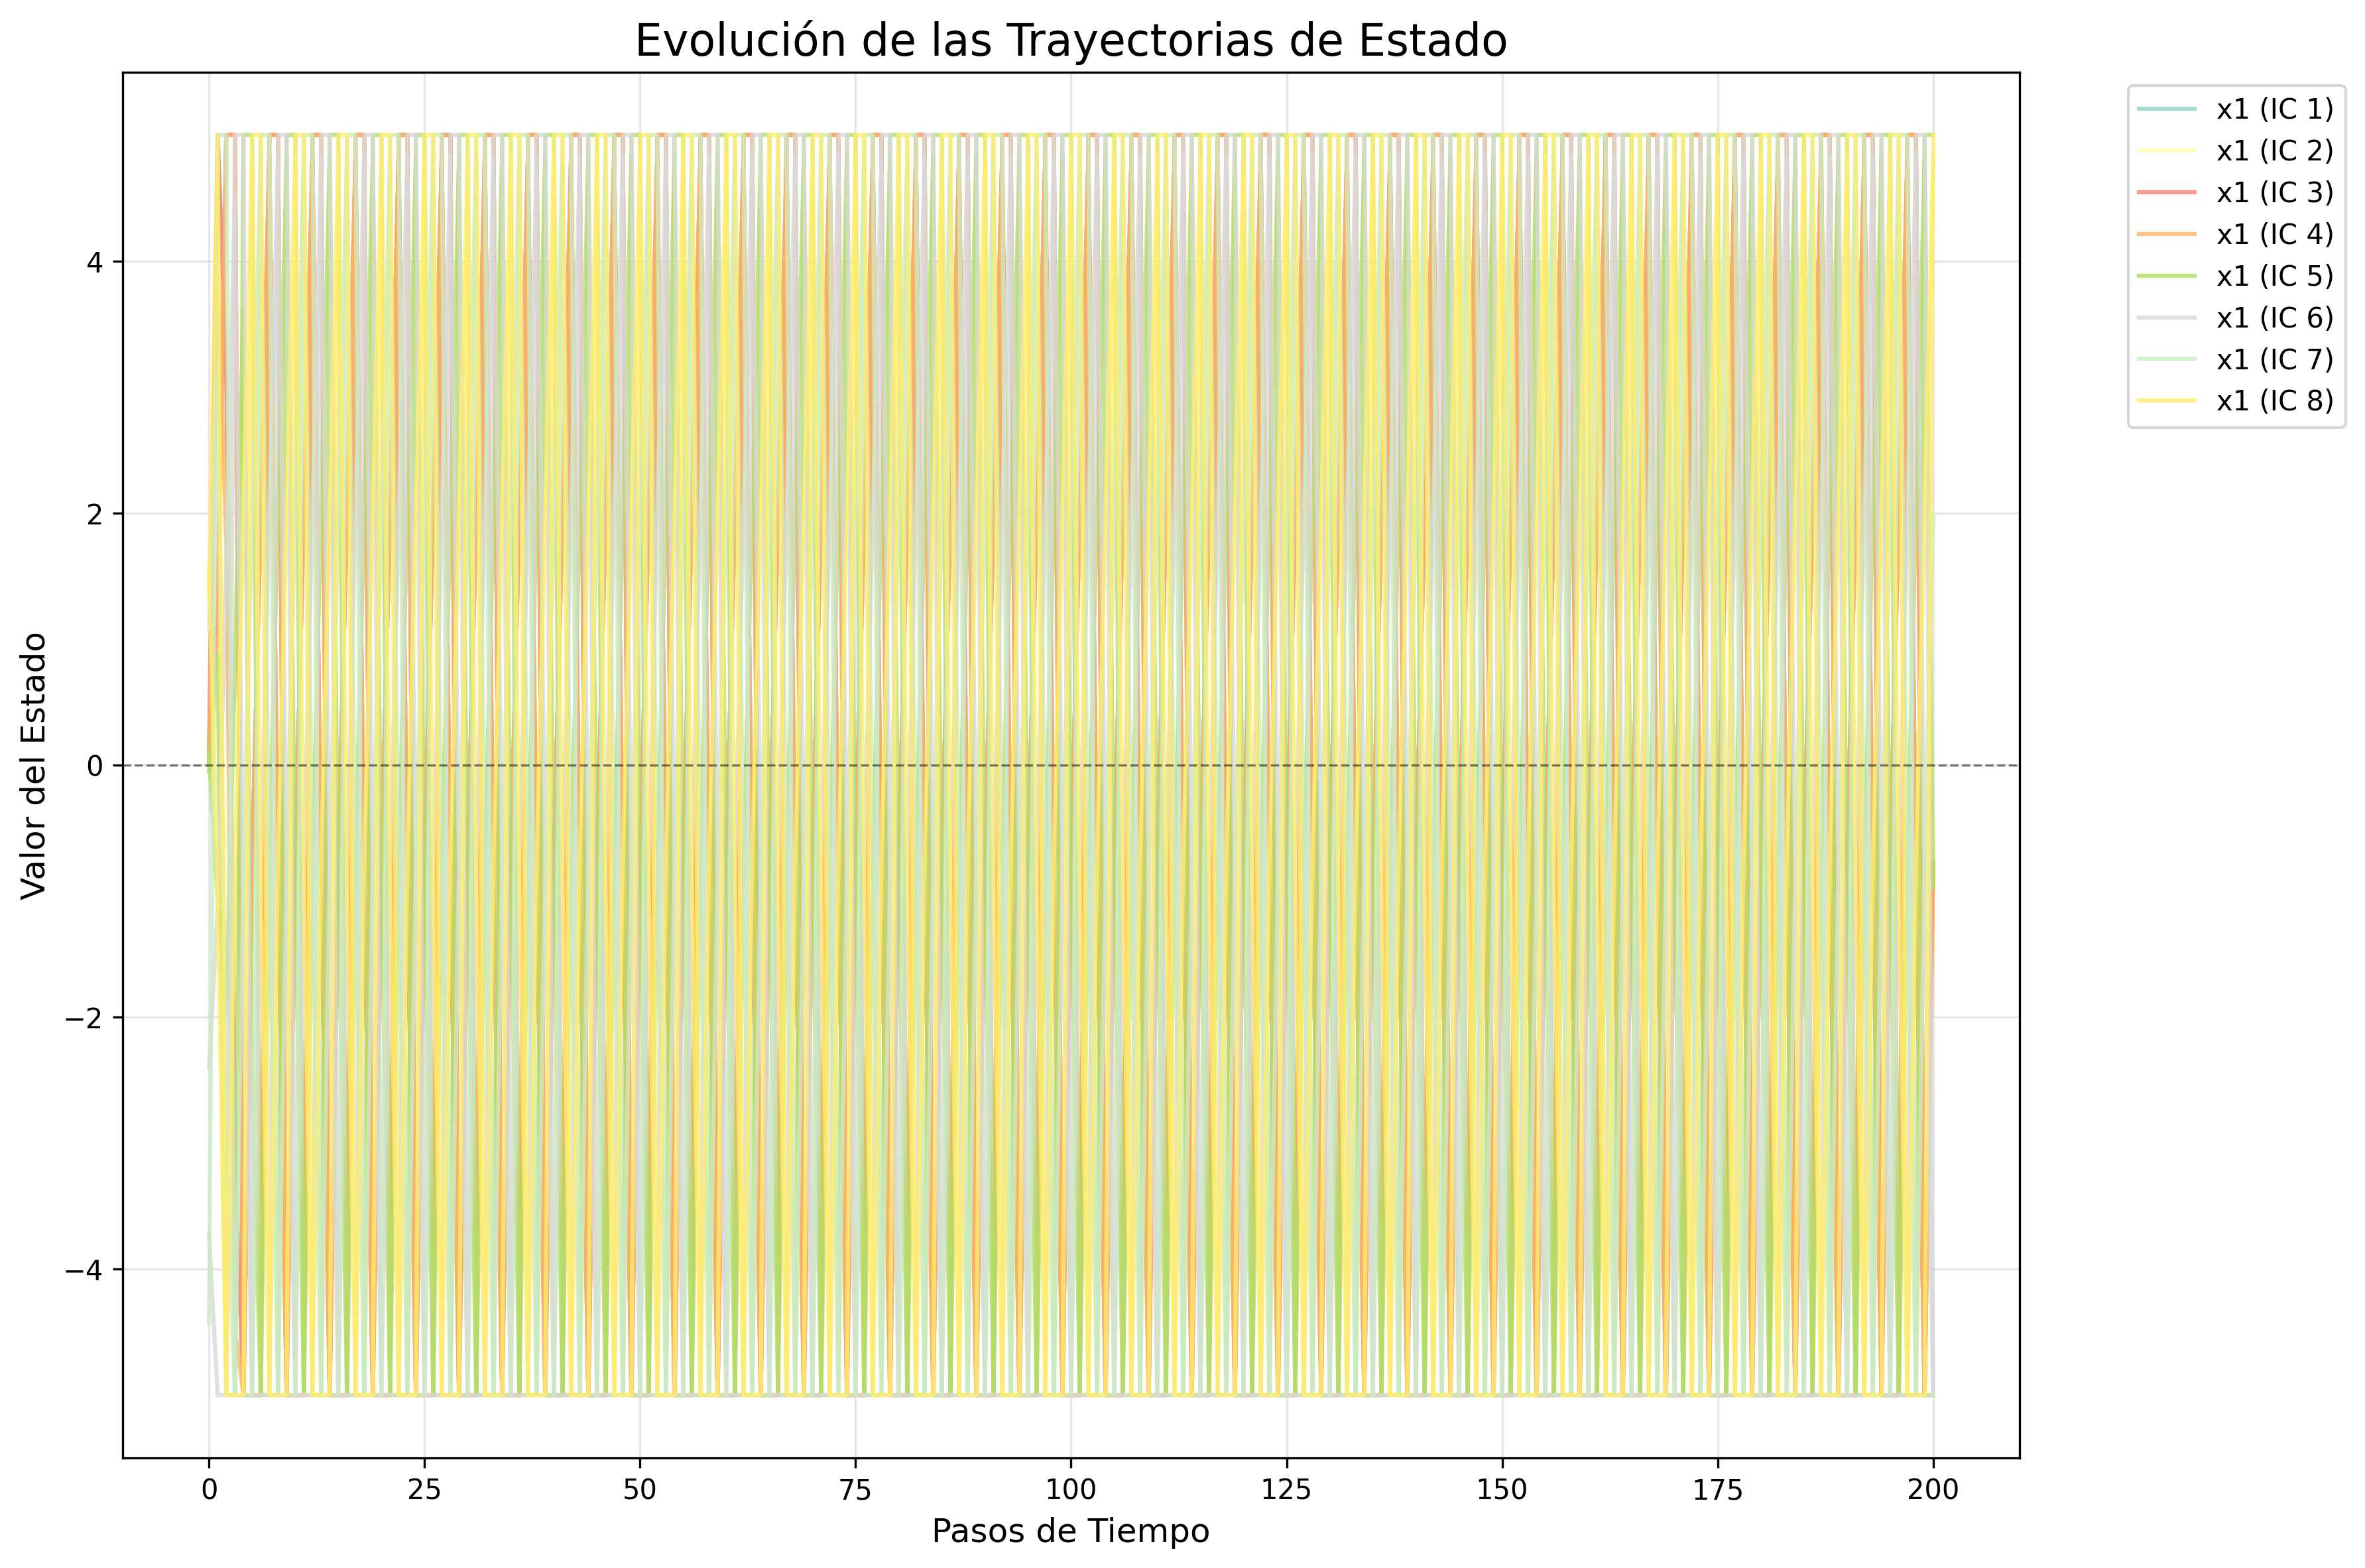 Evolución de las Trayectorias de Estado
x1 (IC 1)
x1 (IC 2)
x1 (IC 3)
x1 (IC 4)
x1 (IC 5)
x1 (IC 6)
x1 (IC 7)
x1 (IC 8)
Valor del Estado
4
2
0
−2
−4
0
25
50
75
100
125
150
175
200
Pasos de Tiempo